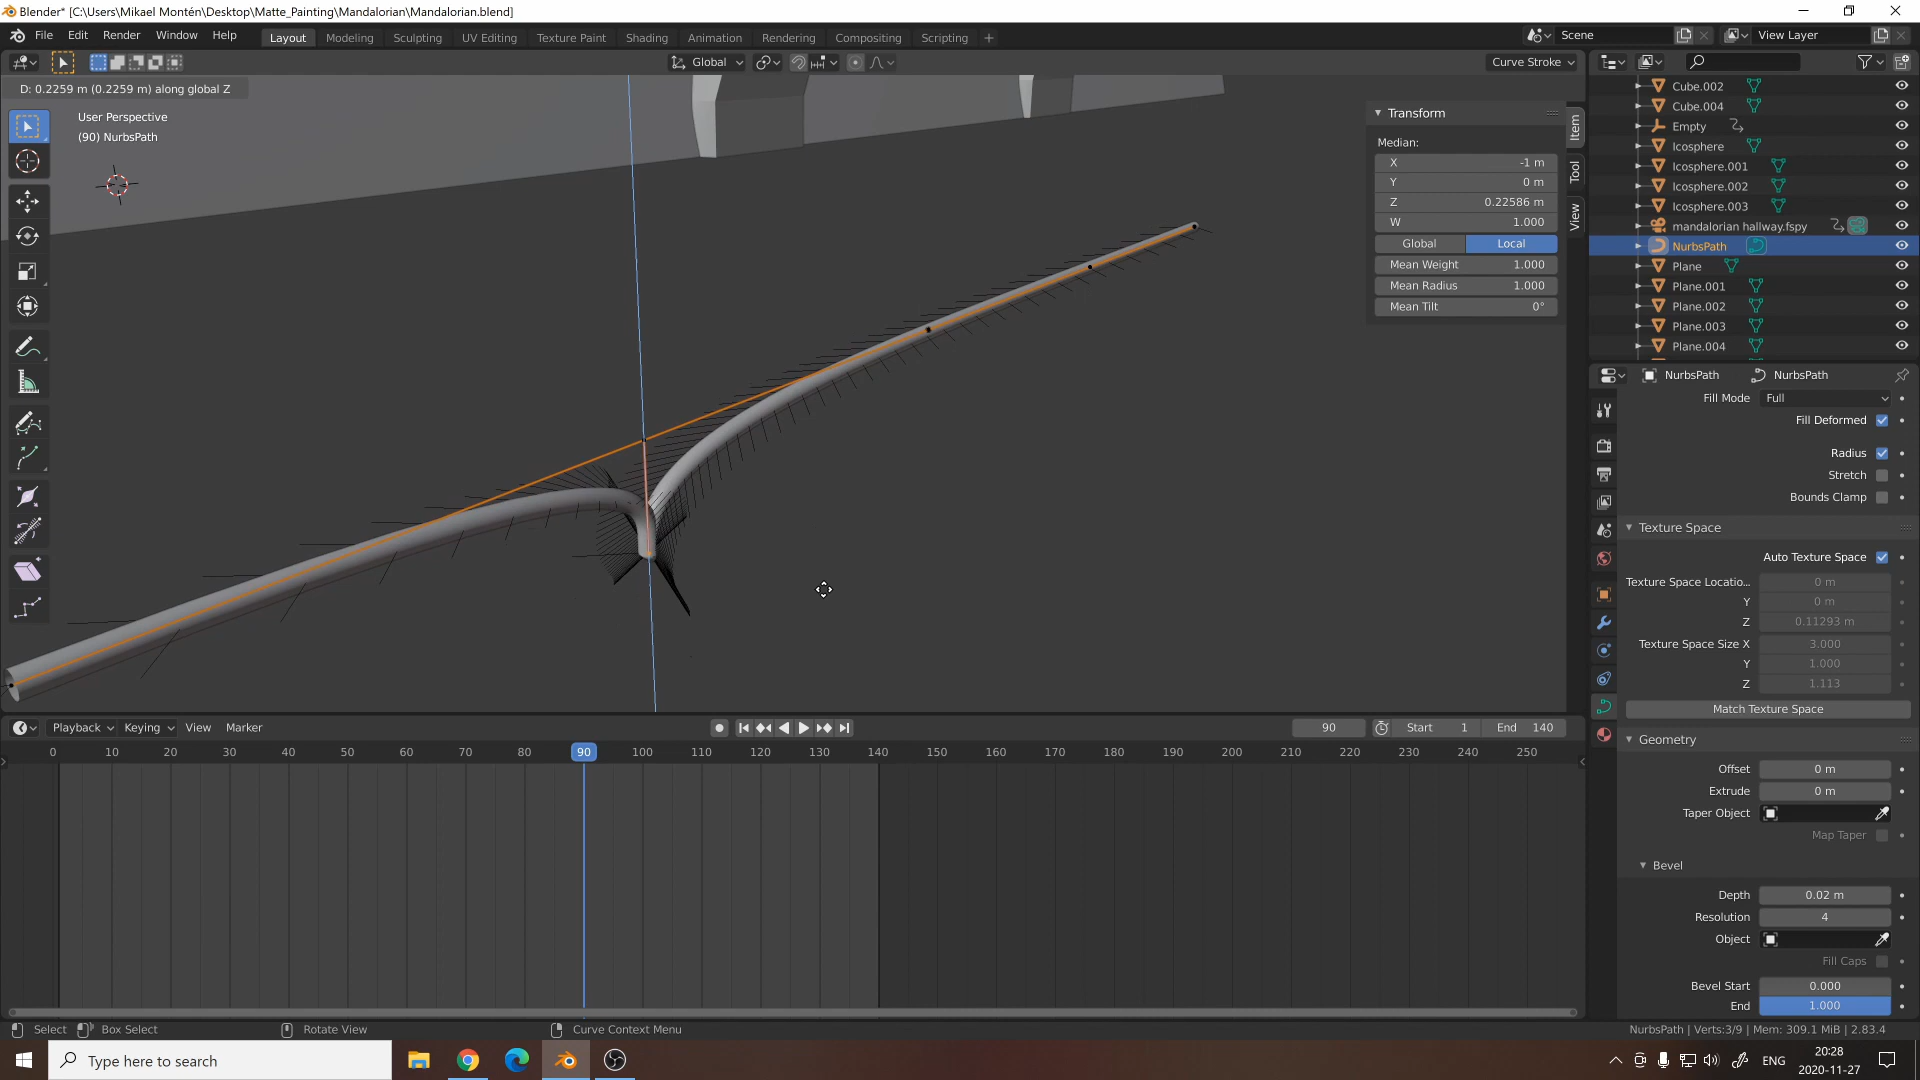 Blender* [C:\Users\Mikael Montén\Desktop\Matte_Painting\Mandalorian\Mandalorian.blend]
File Edit Render Window Help Layout Modeling Sculpting UV Editing Texture Paint Shading Animation Rendering Compositing Scripting + Scene View Layer
Global Curve Stroke
D: 0.2259 m (0.2259 m) along global Z
User Perspective
(90) NurbsPath
Transform
Median:
X -1 m
Y 0 m
Z 0.22586 m
W 1.000
Global Local
Mean Weight 1.000
Mean Radius 1.000
Mean Tilt 0°
Item
Tool
View
Cube.002
Cube.004
Empty
Icosphere
Icosphere.001
Icosphere.002
Icosphere.003
mandalorian hallway.fspy
NurbsPath
Plane
Plane.001
Plane.002
Plane.003
Plane.004
NurbsPath NurbsPath
Fill Mode Full
Fill Deformed
Radius
Stretch
Bounds Clamp
Texture Space
Auto Texture Space
Texture Space Locatio... 0 m
Y 0 m
Z 0.11293 m
Texture Space Size X 3.000
Y 1.000
Z 1.113
Match Texture Space
Geometry
Offset 0 m
Extrude 0 m
Taper Object
Map Taper
Bevel
Depth 0.02 m
Resolution 4
Object
Fill Caps
Bevel Start 0.000
End 1.000
Playback Keying View Marker 90 Start 1 End 140
0 10 20 30 40 50 60 70 80 90 100 110 120 130 140 150 160 170 180 190 200 210 220 230 240 250
Select Box Select Rotate View Curve Context Menu NurbsPath | Verts:3/9 | Mem: 309.1 MiB | 2.83.4
Type here to search ENG 20:28
2020-11-27